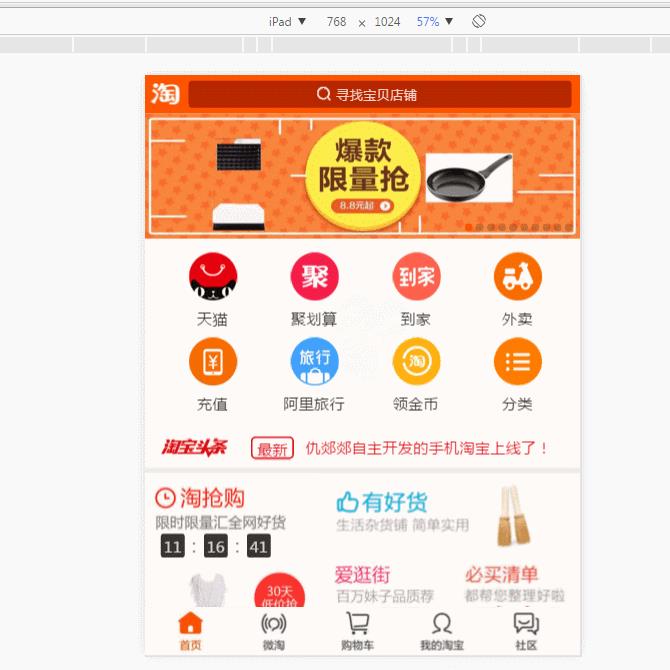 iPad ▼ 768 × 1024 57% ▼
淘 寻找宝贝店铺
爆款
限量抢
8.8元起
聚 到家
天猫 聚划算 到家 外卖
¥ 旅行 淘
充值 阿里旅行 领金币 分类
淘宝头条 最新 仇郊郊自主开发的手机淘宝上线了！
淘抢购 有好货
限时限量汇全网好货 生活杂货铺 简单实用
11 : 16 : 41
爱逛街 必买清单
30天 百万妹子品质荐 都帮您整理好啦
低价抢
首页 微淘 购物车 我的淘宝 社区